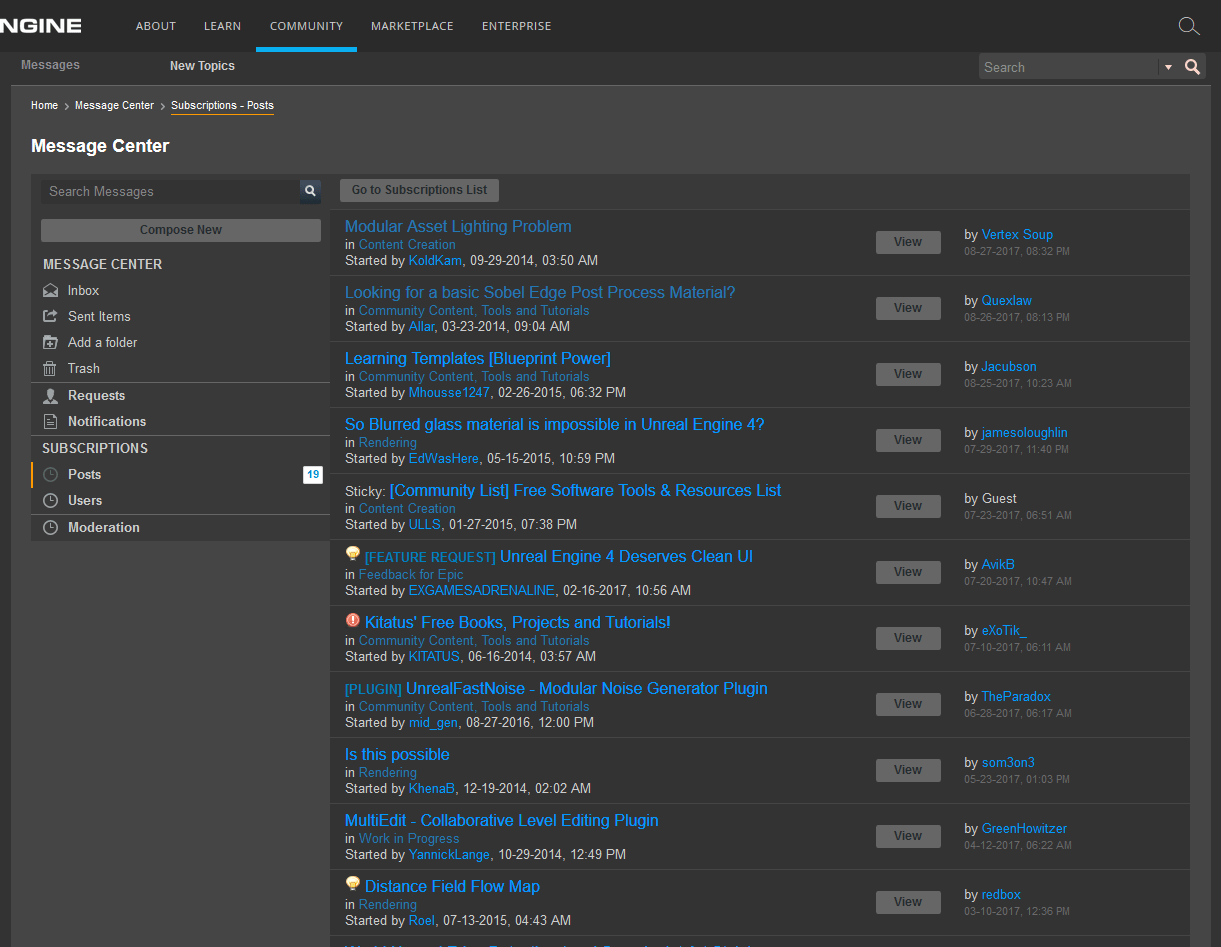 NGINE ABOUT LEARN COMMUNITY MARKETPLACE ENTERPRISE
Messages New Topics Search
Home > Message Center > Subscriptions - Posts
Message Center
Search Messages
Compose New
MESSAGE CENTER
Inbox
Sent Items
Add a folder
Trash
Requests
Notifications
SUBSCRIPTIONS
Posts 19
Users
Moderation
Go to Subscriptions List
Modular Asset Lighting Problem
in Content Creation
Started by KoldKam, 09-29-2014, 03:50 AM
View
by Vertex Soup
08-27-2017, 08:32 PM
Looking for a basic Sobel Edge Post Process Material?
in Community Content, Tools and Tutorials
Started by Allar, 03-23-2014, 09:04 AM
View
by Quexlaw
08-26-2017, 08:13 PM
Learning Templates [Blueprint Power]
in Community Content, Tools and Tutorials
Started by Mhousse1247, 02-26-2015, 06:32 PM
View
by Jacubson
08-25-2017, 10:23 AM
So Blurred glass material is impossible in Unreal Engine 4?
in Rendering
Started by EdWasHere, 05-15-2015, 10:59 PM
View
by jamesoloughlin
07-29-2017, 11:40 PM
Sticky: [Community List] Free Software Tools & Resources List
in Content Creation
Started by ULLS, 01-27-2015, 07:38 PM
View
by Guest
07-23-2017, 06:51 AM
[FEATURE REQUEST] Unreal Engine 4 Deserves Clean UI
in Feedback for Epic
Started by EXGAMESADRENALINE, 02-16-2017, 10:56 AM
View
by AvikB
07-20-2017, 10:47 AM
Kitatus' Free Books, Projects and Tutorials!
in Community Content, Tools and Tutorials
Started by KITATUS, 06-16-2014, 03:57 AM
View
by eXoTik_
07-10-2017, 06:11 AM
[PLUGIN] UnrealFastNoise - Modular Noise Generator Plugin
in Community Content, Tools and Tutorials
Started by mid_gen, 08-27-2016, 12:00 PM
View
by TheParadox
06-28-2017, 06:17 AM
Is this possible
in Rendering
Started by KhenaB, 12-19-2014, 02:02 AM
View
by som3on3
05-23-2017, 01:03 PM
MultiEdit - Collaborative Level Editing Plugin
in Work in Progress
Started by YannickLange, 10-29-2014, 12:49 PM
View
by GreenHowitzer
04-12-2017, 06:22 AM
Distance Field Flow Map
in Rendering
Started by Roel, 07-13-2015, 04:43 AM
View
by redbox
03-10-2017, 12:36 PM